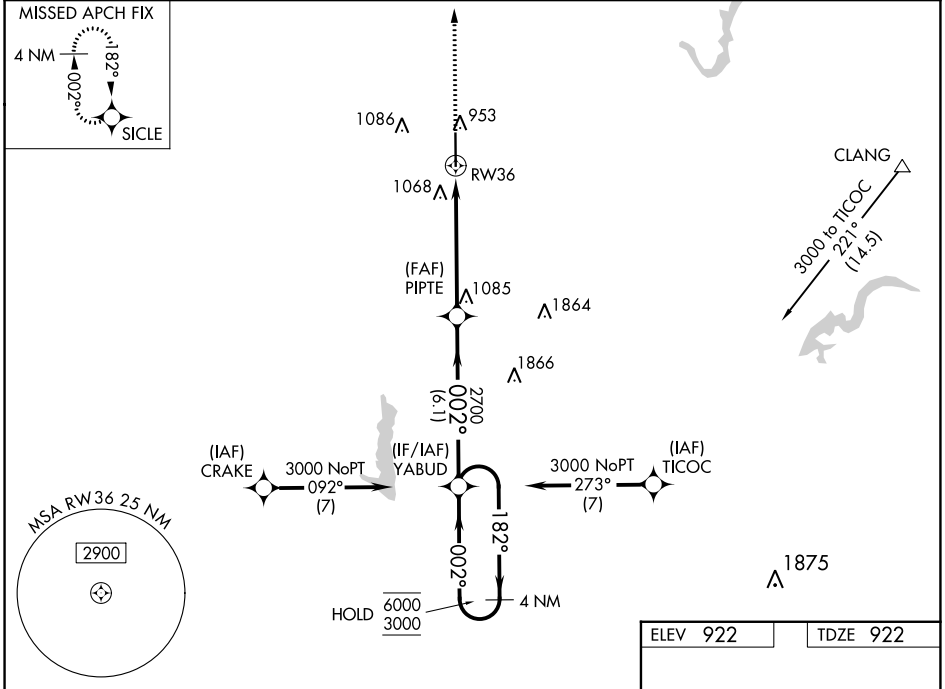 MISSED APCH FIX
4 NM
182°
002°
SICLE
1086
953
RW36
1068
CLANG
3000 to TICOC
221°
(14.5)
(FAF)
PIPTE
1085
1864
1866
2700
002°
(6.1)
(IAF)
CRAKE
3000 NoPT
092°
(7)
(IF/IAF)
YABUD
3000 NoPT
273°
(7)
(IAF)
TICOC
182°
002°
MSA RW36 25 NM
2900
HOLD
6000
3000
4 NM
1875
ELEV 922
TDZE 922